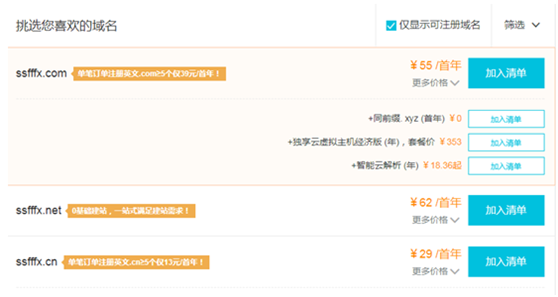 挑选您喜欢的域名
仅显示可注册域名
筛选
ssfffx.com 单笔订单注册英文.com≥5个仅39元/首年！
¥55 /首年
更多价格
加入清单
+同前缀. xyz (首年) ¥0 加入清单
+独享云虚拟主机经济版 (年)，套餐价 ¥353 加入清单
+智能云解析 (年) ¥18.36起 加入清单
ssfffx.net 0基础建站，一站式满足建站需求！
¥62 /首年
更多价格
加入清单
ssfffx.cn 单笔订单注册英文.cn≥5个仅13元/首年！
¥29 /首年
更多价格
加入清单